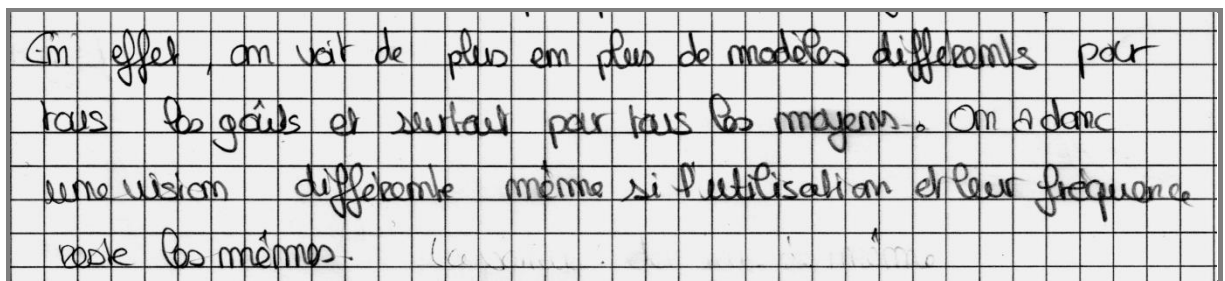 En effet, on voit de plus en plus de modèles différents pour
tous les goûts et surtout pour tous les moyens. On a donc
une vision différente même si l'utilisation et leur fréquence
reste les mêmes.